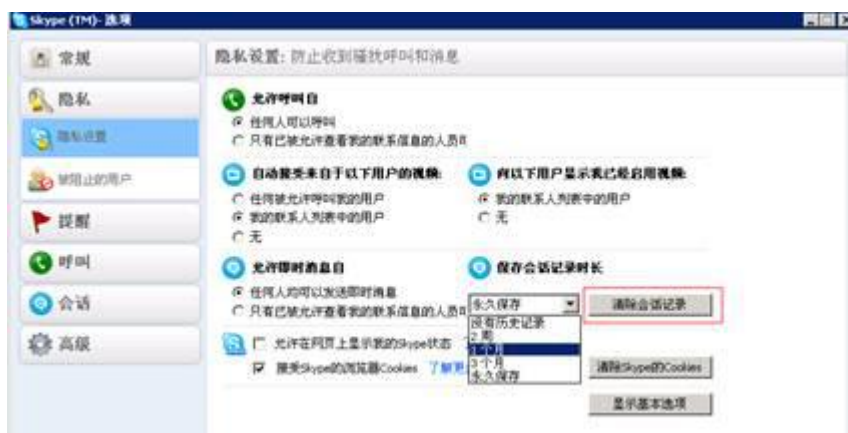 Skype (TM)- 选项
常规
隐私
隐私设置
被阻止的用户
提醒
呼叫
会话
高级
隐私设置: 防止收到骚扰呼叫和消息
允许呼叫自
任何人可以呼叫
只有已被允许查看我的联系信息的人员可
自动接受来自于以下用户的视频:
任何被允许呼叫我的用户
我的联系人列表中的用户
无
向以下用户显示我已经启用视频:
我的联系人列表中的用户
无
允许即时消息自
任何人均可以发送即时消息
只有已被允许查看我的联系信息的人员可
保存会话记录时长
永久保存
清除会话记录
没有历史记录
2 周
1 个月
3 个月
永久保存
允许在网页上显示我的Skype状态
接受Skype的浏览器Cookies 了解更
清除Skype的Cookies
显示基本选项